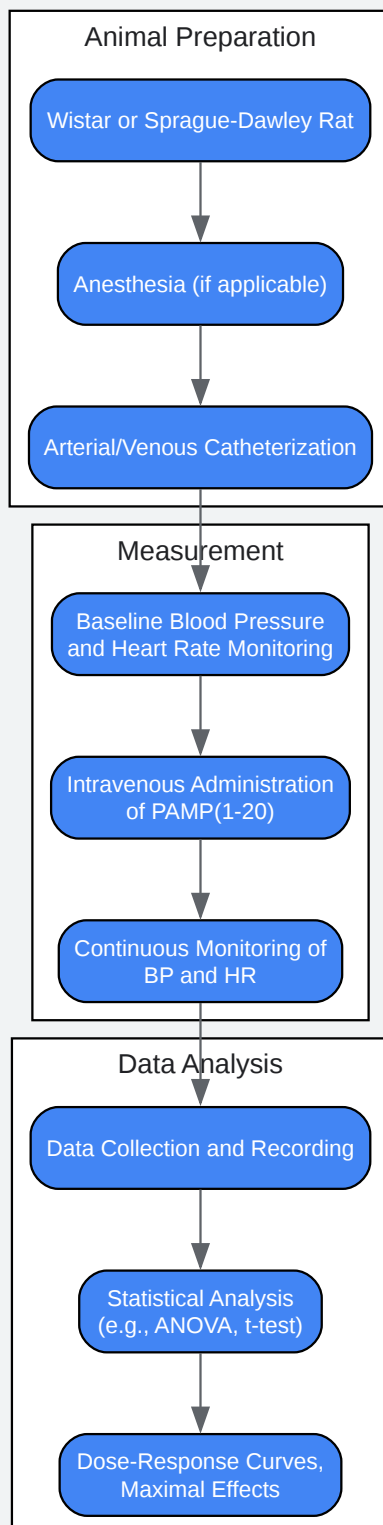 Animal Preparation
Wistar or Sprague-Dawley Rat
Anesthesia (if applicable)
Arterial/Venous Catheterization
Measurement
Baseline Blood Pressure
and Heart Rate Monitoring
Intravenous Administration
of PAMP(1-20)
Continuous Monitoring of
BP and HR
Data Analysis
Data Collection and Recording
Statistical Analysis
(e.g., ANOVA, t-test)
Dose-Response Curves,
Maximal Effects